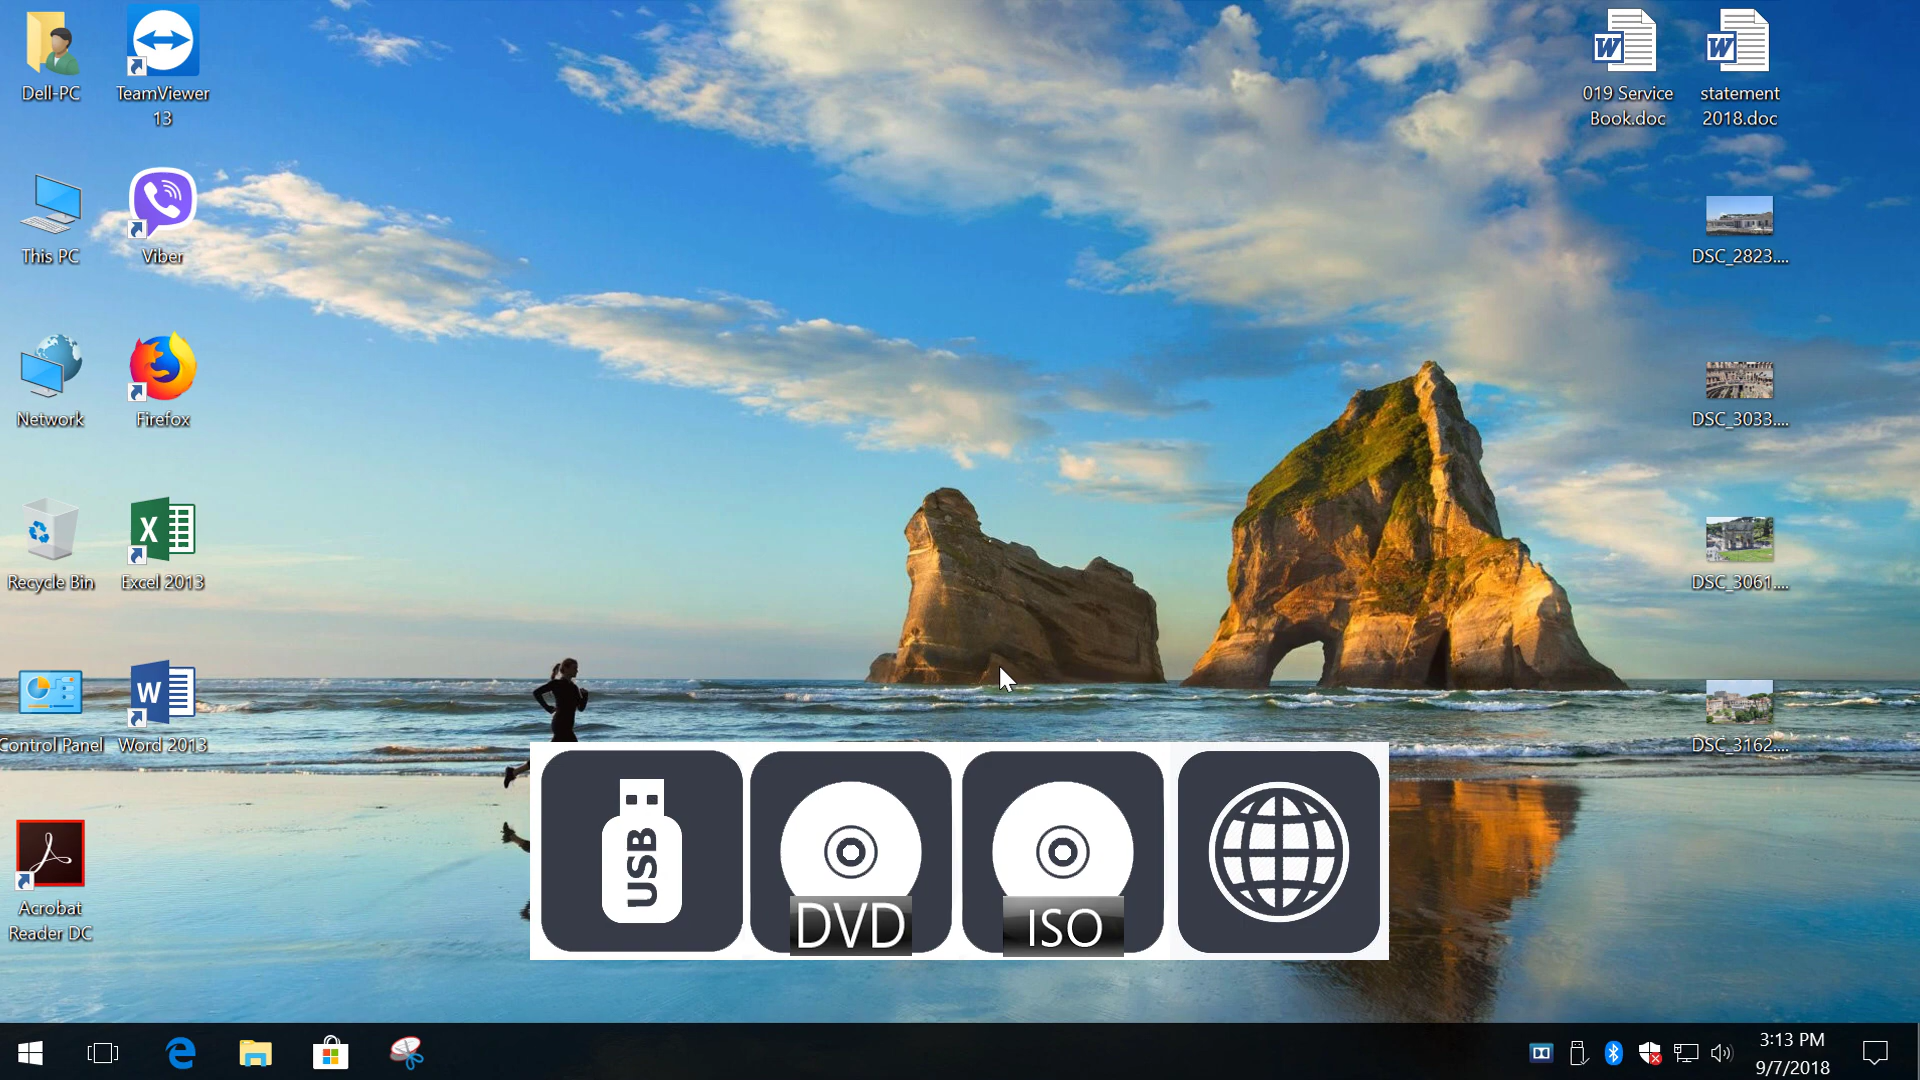 Dell-PC
TeamViewer
13
019 Service
Book.doc
statement
2018.doc
This PC
Viber
DSC_2823....
Network
Firefox
DSC_3033....
Recycle Bin
Excel 2013
DSC_3061....
Control Panel
Word 2013
DSC_3162....
Acrobat
Reader DC
USB
DVD
ISO
3:13 PM
9/7/2018